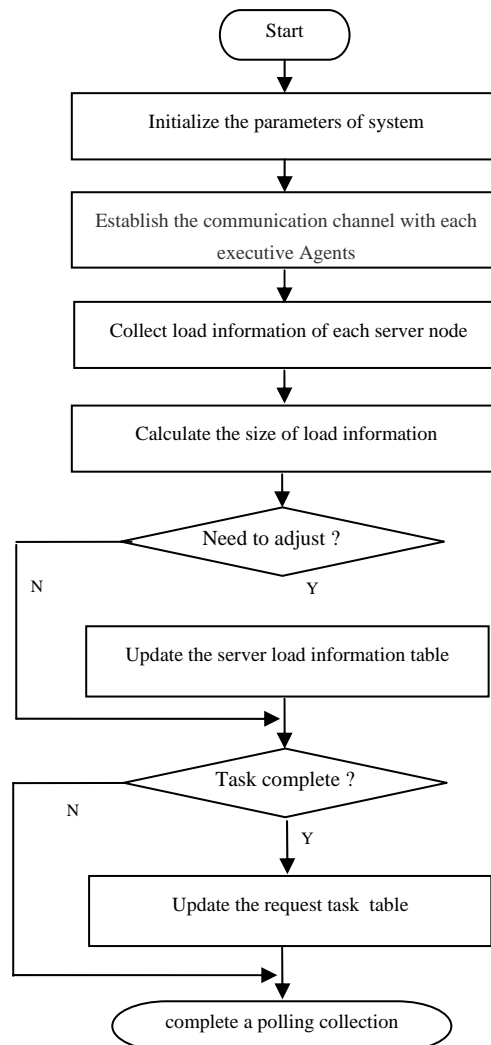 Start
Initialize the parameters of system
Establish the communication channel with each
executive Agents
Collect load information of each server node
Calculate the size of load information
Need to adjust ?
N
Y
Update the server load information table
Task complete ?
N
Y
Update the request task table
complete a polling collection